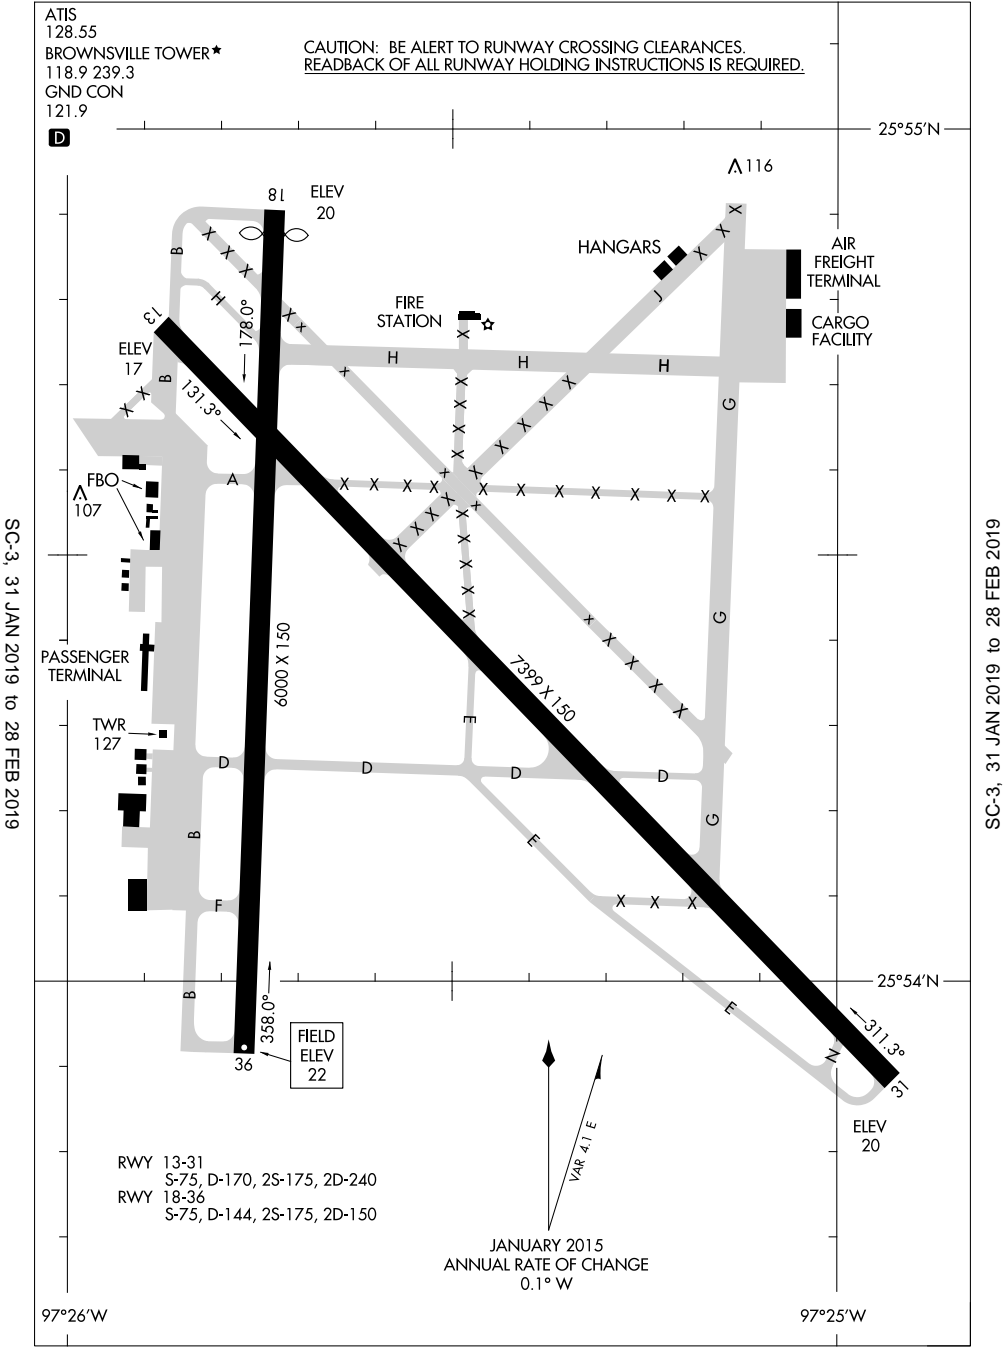 ATIS
128.55
BROWNSVILLE TOWER★
118.9 239.3
GND CON
121.9
D
CAUTION: BE ALERT TO RUNWAY CROSSING CLEARANCES.
READBACK OF ALL RUNWAY HOLDING INSTRUCTIONS IS REQUIRED.
25°55'N
116
18
ELEV
20
HANGARS
AIR
FREIGHT
TERMINAL
CARGO
FACILITY
FIRE
STATION
J
B
H
178.0°
13
ELEV
17
B
131.3°
H
H
H
G
A
FBO
107
G
6000 X 150
7399 X 150
PASSENGER
TERMINAL
TWR
127
E
D
D
D
D
B
E
G
F
B
358.0°
25°54'N
E
N
311.3°
31
ELEV
20
36
FIELD
ELEV
22
VAR 4.1 E
RWY 13-31
S-75, D-170, 2S-175, 2D-240
RWY 18-36
S-75, D-144, 2S-175, 2D-150
JANUARY 2015
ANNUAL RATE OF CHANGE
0.1° W
97°26'W
97°25'W
SC-3, 31 JAN 2019 to 28 FEB 2019
SC-3, 31 JAN 2019 to 28 FEB 2019